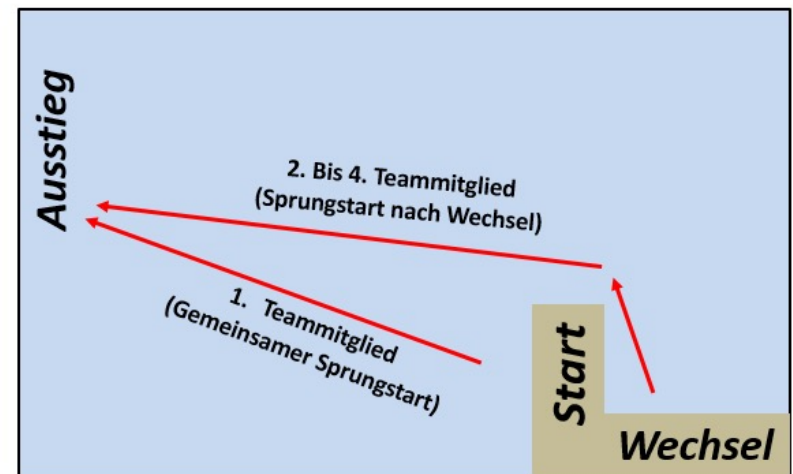 Ausstieg
2. Bis 4. Teammitglied
(Sprungstart nach Wechsel)
1. Teammitglied
(Gemeinsamer Sprungstart)
Start
Wechsel